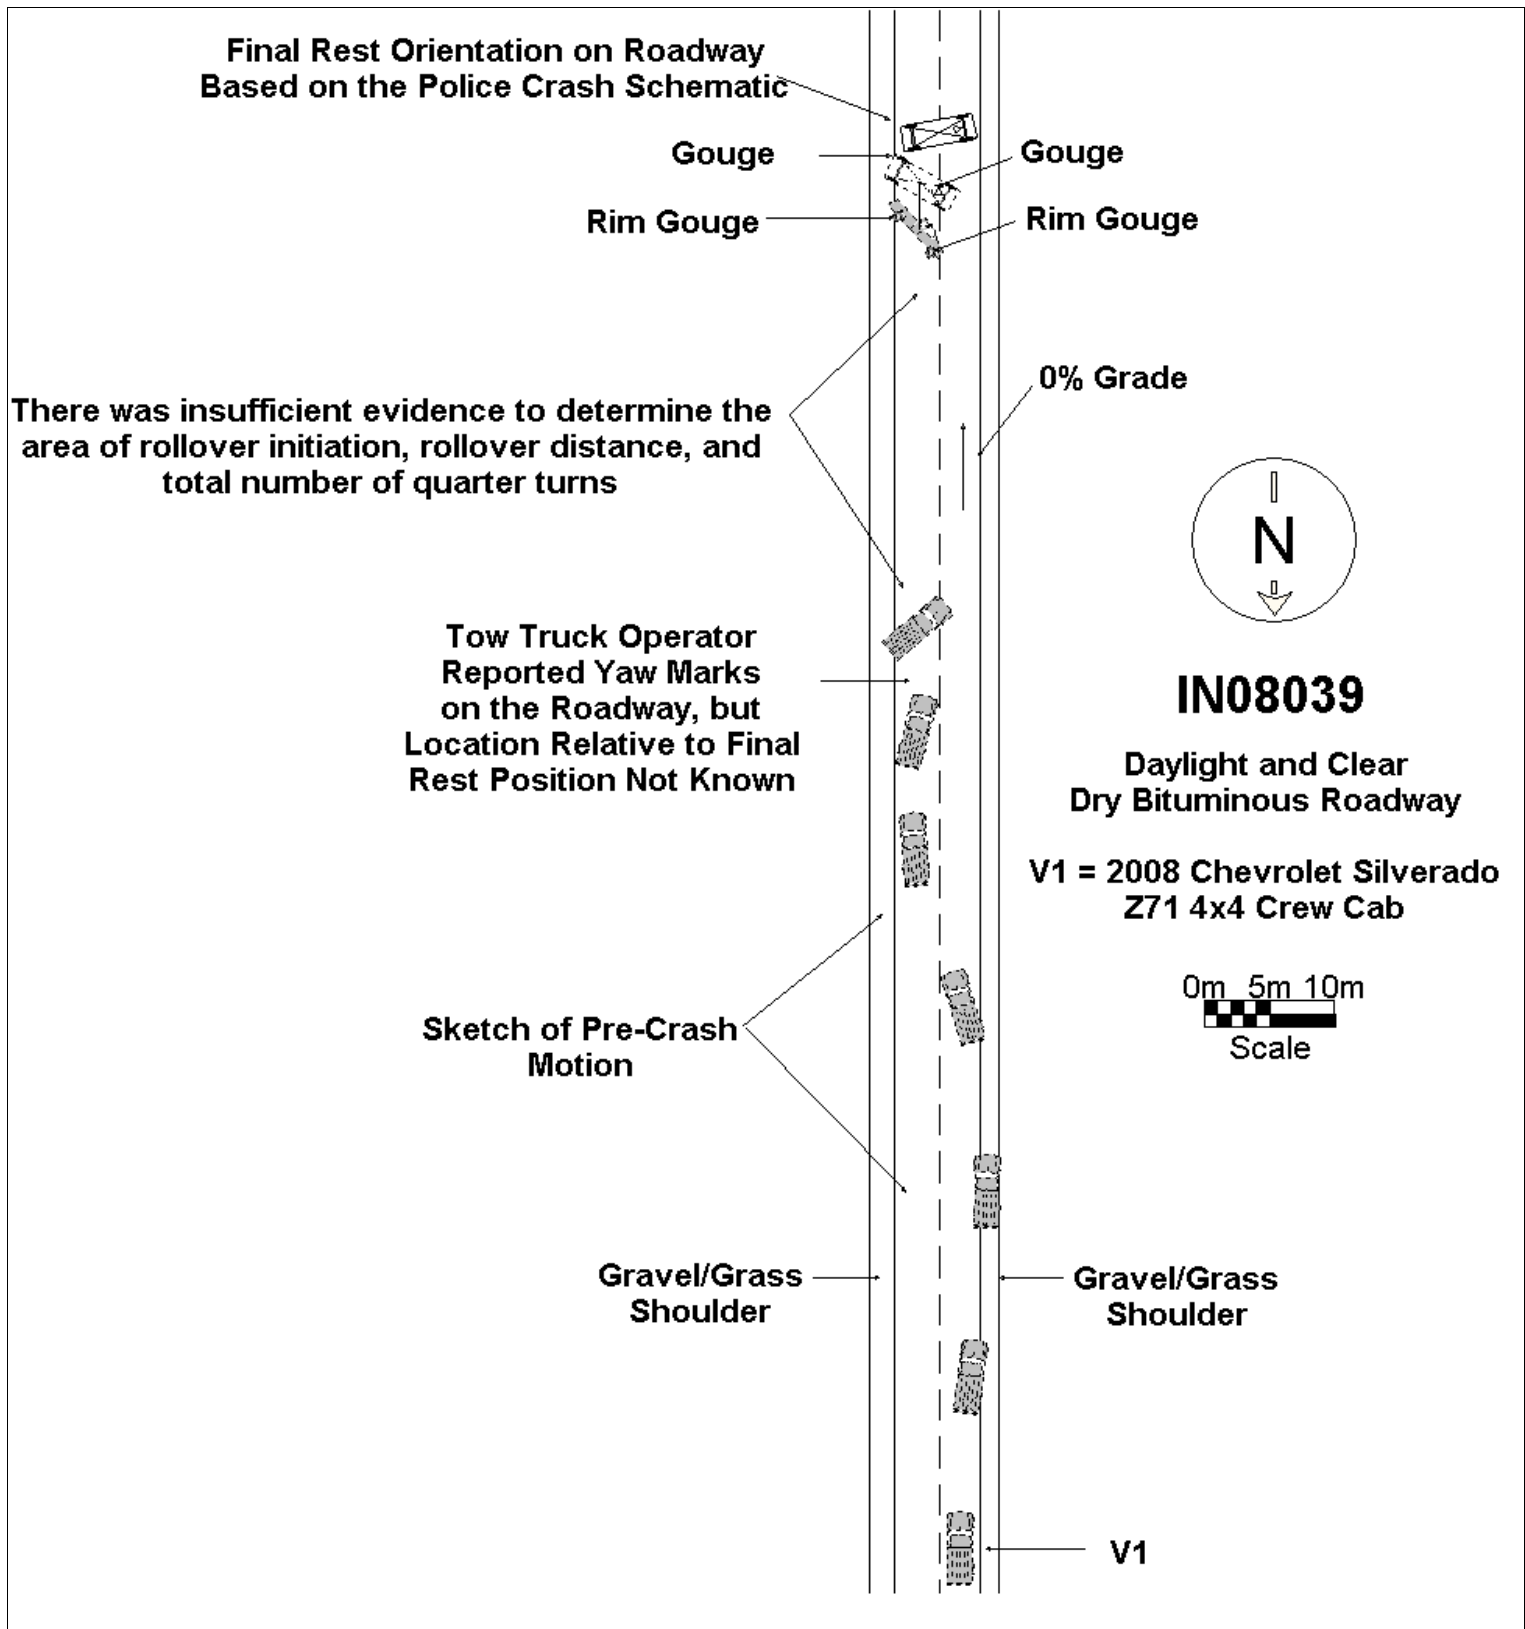 Final Rest Orientation on Roadway
Based on the Police Crash Schematic
Gouge
Gouge
Rim Gouge
Rim Gouge
0% Grade
There was insufficient evidence to determine the
area of rollover initiation, rollover distance, and
total number of quarter turns
N
Tow Truck Operator
Reported Yaw Marks
on the Roadway, but
Location Relative to Final
Rest Position Not Known
IN08039
Daylight and Clear
Dry Bituminous Roadway
V1 = 2008 Chevrolet Silverado
Z71 4x4 Crew Cab
0m 5m 10m
Scale
Sketch of Pre-Crash
Motion
Gravel/Grass
Shoulder
Gravel/Grass
Shoulder
V1